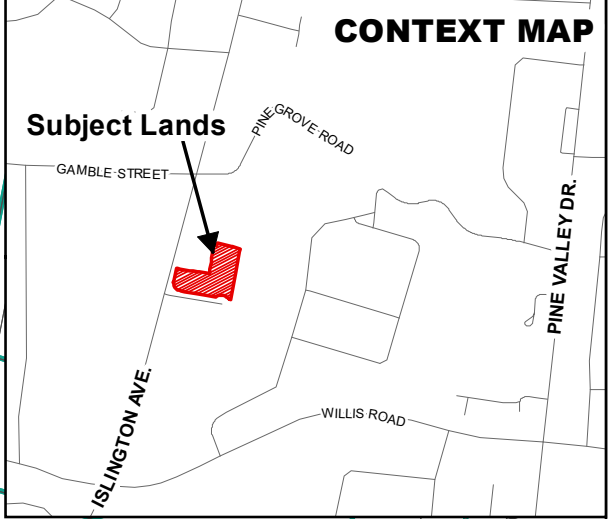 CONTEXT MAP
Subject Lands
PINE GROVE ROAD
GAMBLE STREET
PINE VALLEY DR.
ISLINGTON AVE.
WILLIS ROAD